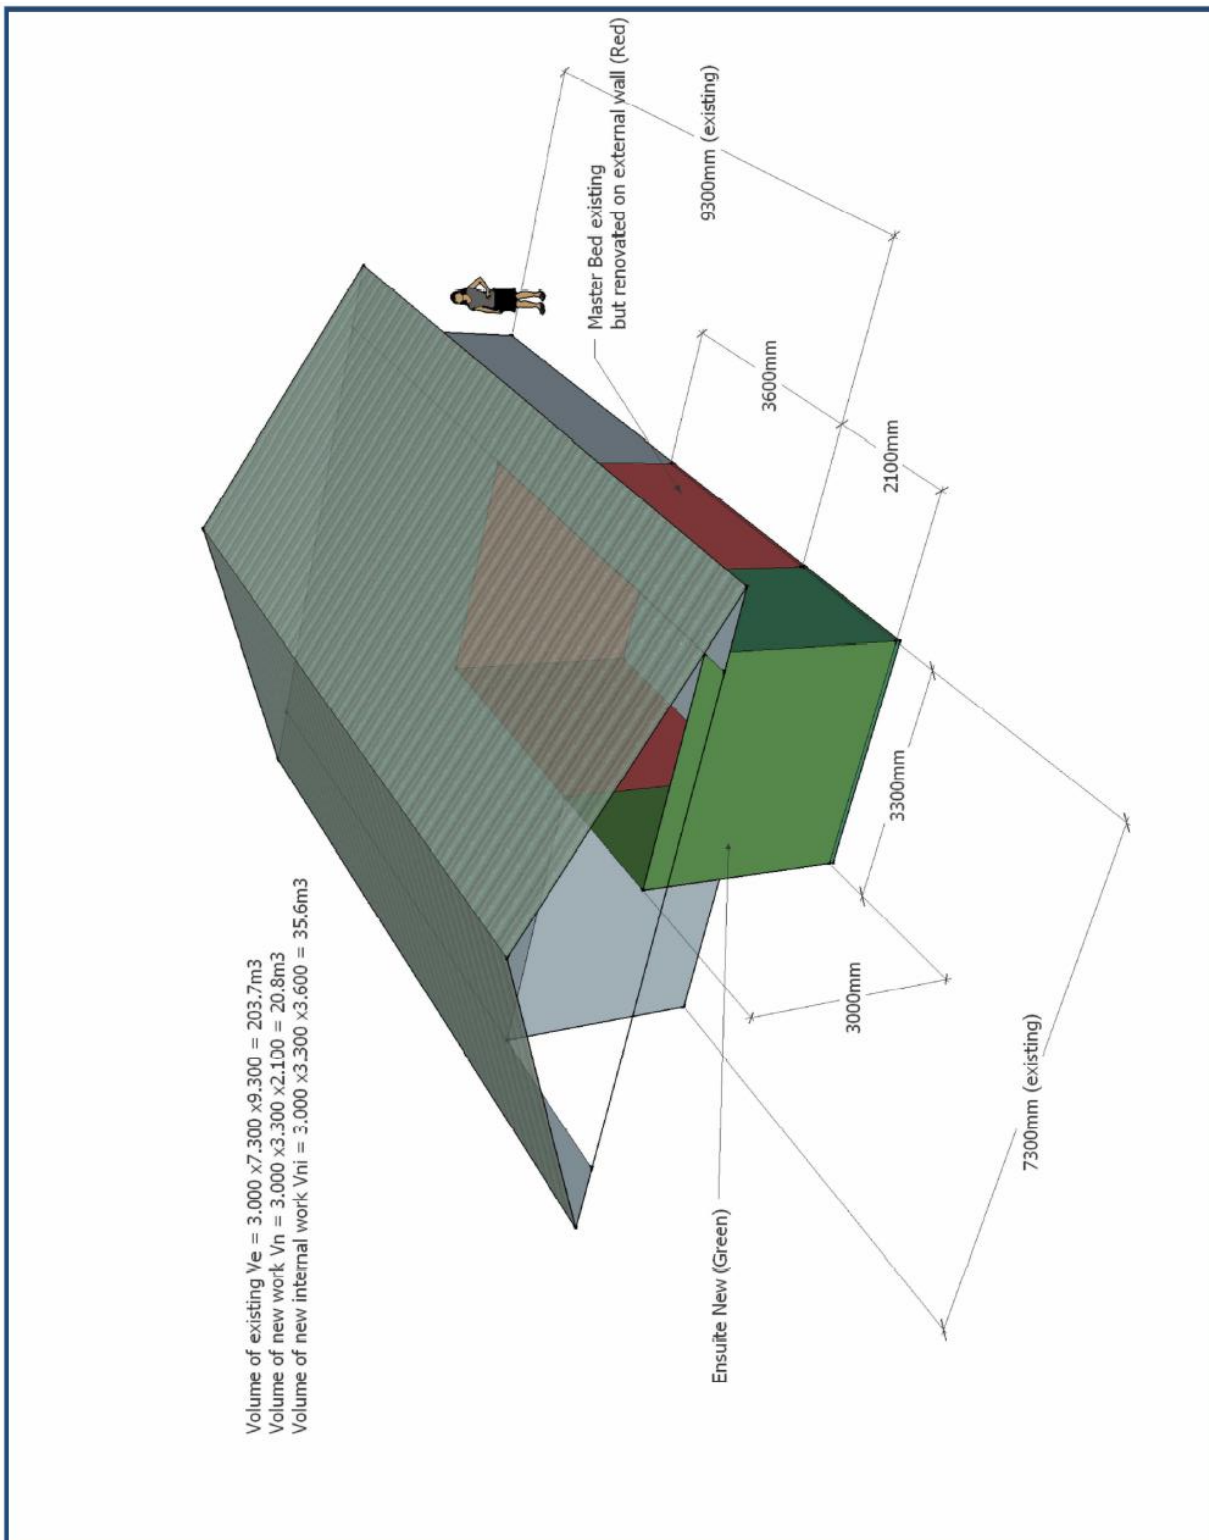 Volume of existing Ve = 3.000 x7.300 x9.300 = 203.7m3
Volume of new work Vn = 3.000 x3.300 x2.100 = 20.8m3
Volume of new internal work Vni = 3.000 x3.300 x3.600 = 35.6m3
Master Bed existing
but renovated on external wall (Red)
9300mm (existing)
3600mm
2100mm
3300mm
3000mm
7300mm (existing)
Ensuite New (Green)